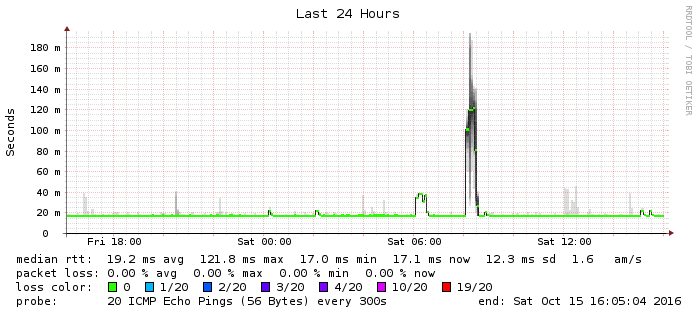 Last 24 Hours
RRDTOOL / TOBI OETIKER
Seconds
180 m
160 m
140 m
120 m
100 m
80 m
60 m
40 m
20 m
0
Fri 18:00 Sat 00:00 Sat 06:00 Sat 12:00
median rtt: 19.2 ms avg 121.8 ms max 17.0 ms min 17.1 ms now 12.3 ms sd 1.6 am/s
packet loss: 0.00 % avg 0.00 % max 0.00 % min 0.00 % now
loss color: 0 1/20 2/20 3/20 4/20 10/20 19/20
probe: 20 ICMP Echo Pings (56 Bytes) every 300s end: Sat Oct 15 16:05:04 2016